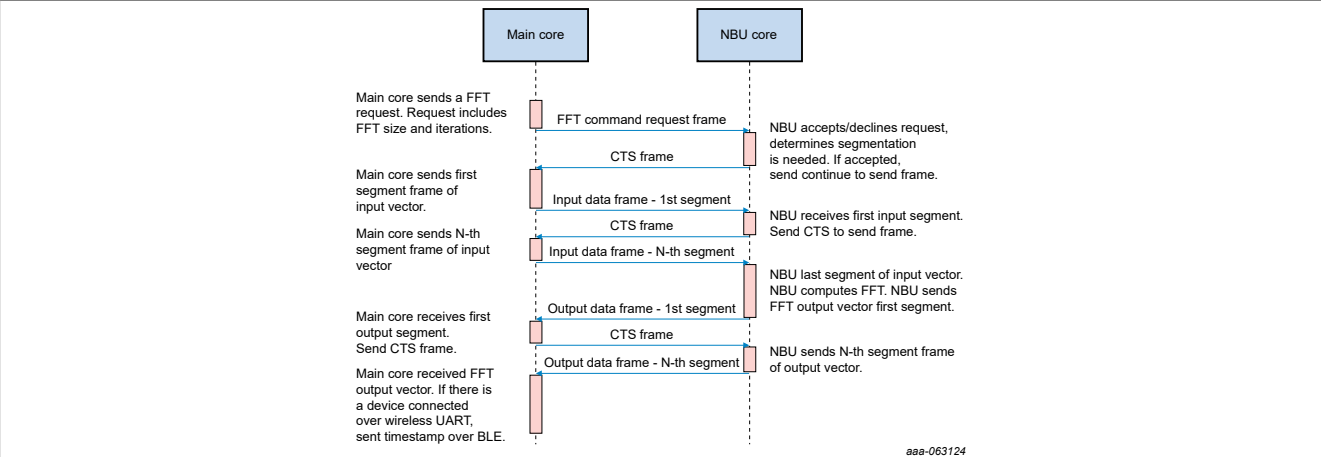 Main core
NBU core
Main core sends a FFT
request. Request includes
FFT size and iterations.
FFT command request frame
NBU accepts/declines request,
determines segmentation
is needed. If accepted,
send continue to send frame.
CTS frame
Main core sends first
segment frame of
input vector.
Input data frame - 1st segment
NBU receives first input segment.
Send CTS to send frame.
CTS frame
Main core sends N-th
segment frame of input
vector
Input data frame - N-th segment
NBU last segment of input vector.
NBU computes FFT. NBU sends
FFT output vector first segment.
Output data frame - 1st segment
Main core receives first
output segment.
Send CTS frame.
CTS frame
NBU sends N-th segment frame
of output vector.
Output data frame - N-th segment
Main core received FFT
output vector. If there is
a device connected
over wireless UART,
sent timestamp over BLE.
aaa-063124